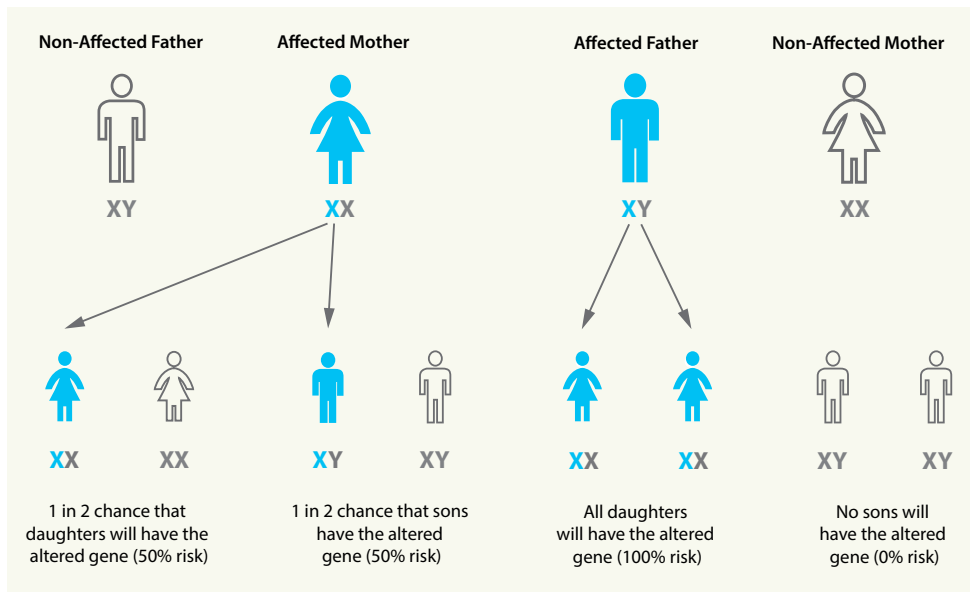 Non-Affected Father
Affected Mother
Affected Father
Non-Affected Mother
XY
XX
XY
XX
XX
XX
XY
XY
XX
XX
XY
XY
1 in 2 chance that
daughters will have the
altered gene (50% risk)
1 in 2 chance that sons
have the altered
gene (50% risk)
All daughters
will have the altered
gene (100% risk)
No sons will
have the altered
gene (0% risk)